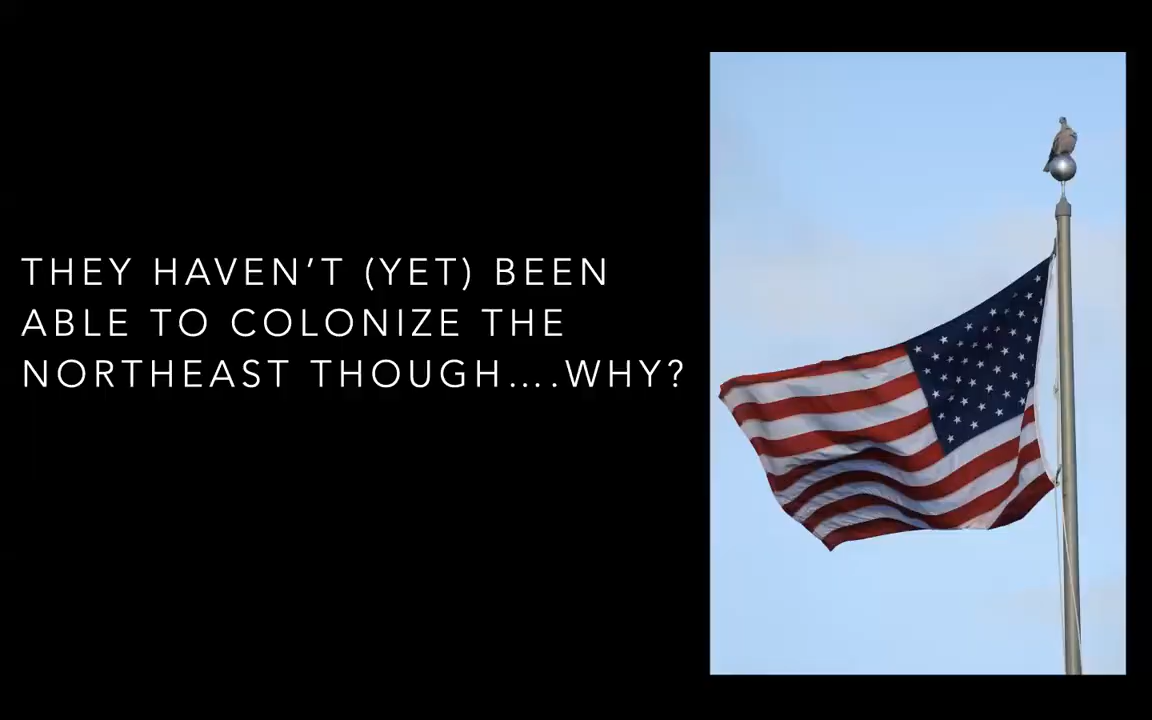 THEY HAVEN’T (YET) BEEN
ABLE TO COLONIZE THE
NORTHEAST THOUGH....WHY?